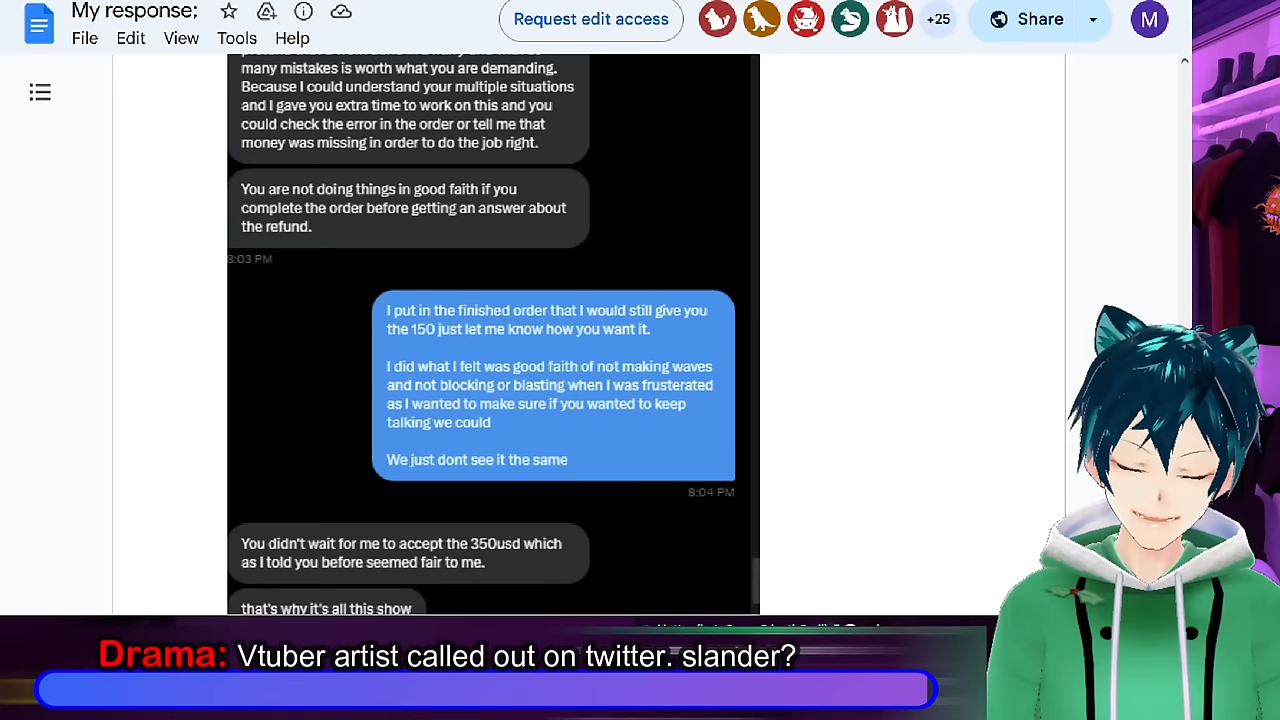 My response:
Request edit access
+25
Share
M
File Edit View Tools Help
many mistakes is worth what you are demanding.
Because I could understand your multiple situations
and I gave you extra time to work on this and you
could check the error in the order or tell me that
money was missing in order to do the job right.
You are not doing things in good faith if you
complete the order before getting an answer about
the refund.
8:03 PM
I put in the finished order that I would still give you
the 150 just let me know how you want it.
I did what I felt was good faith of not making waves
and not blocking or blasting when I was frusterated
as I wanted to make sure if you wanted to keep
talking we could
We just dont see it the same
8:04 PM
You didn't wait for me to accept the 350usd which
as I told you before seemed fair to me.
that's why it's all this show
Drama: Vtuber artist called out on twitter. slander?